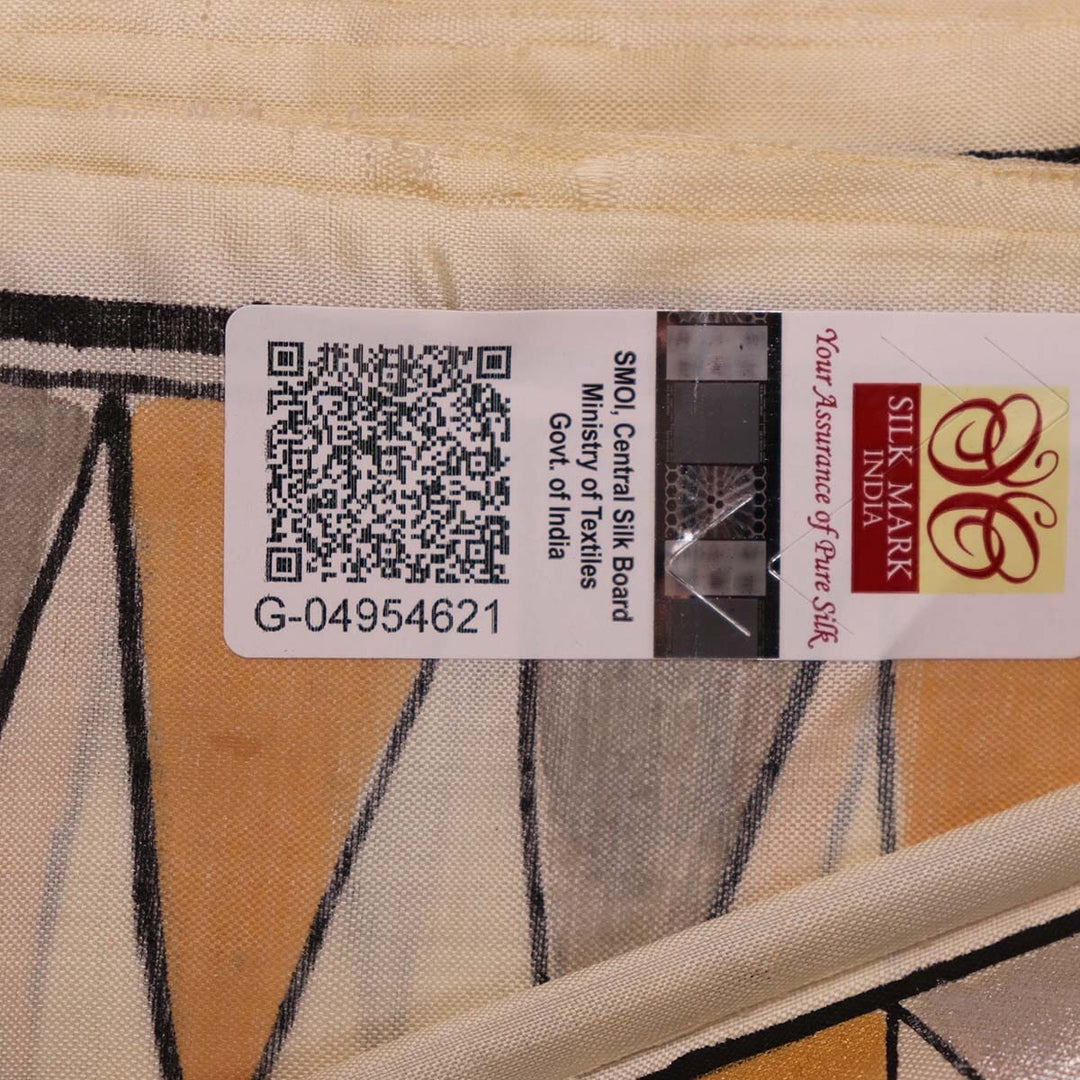 G-04954621
SMOI, Central Silk Board
Ministry of Textiles
Govt. of India
Your Assurance of Pure Silk
SILK MARK
INDIA